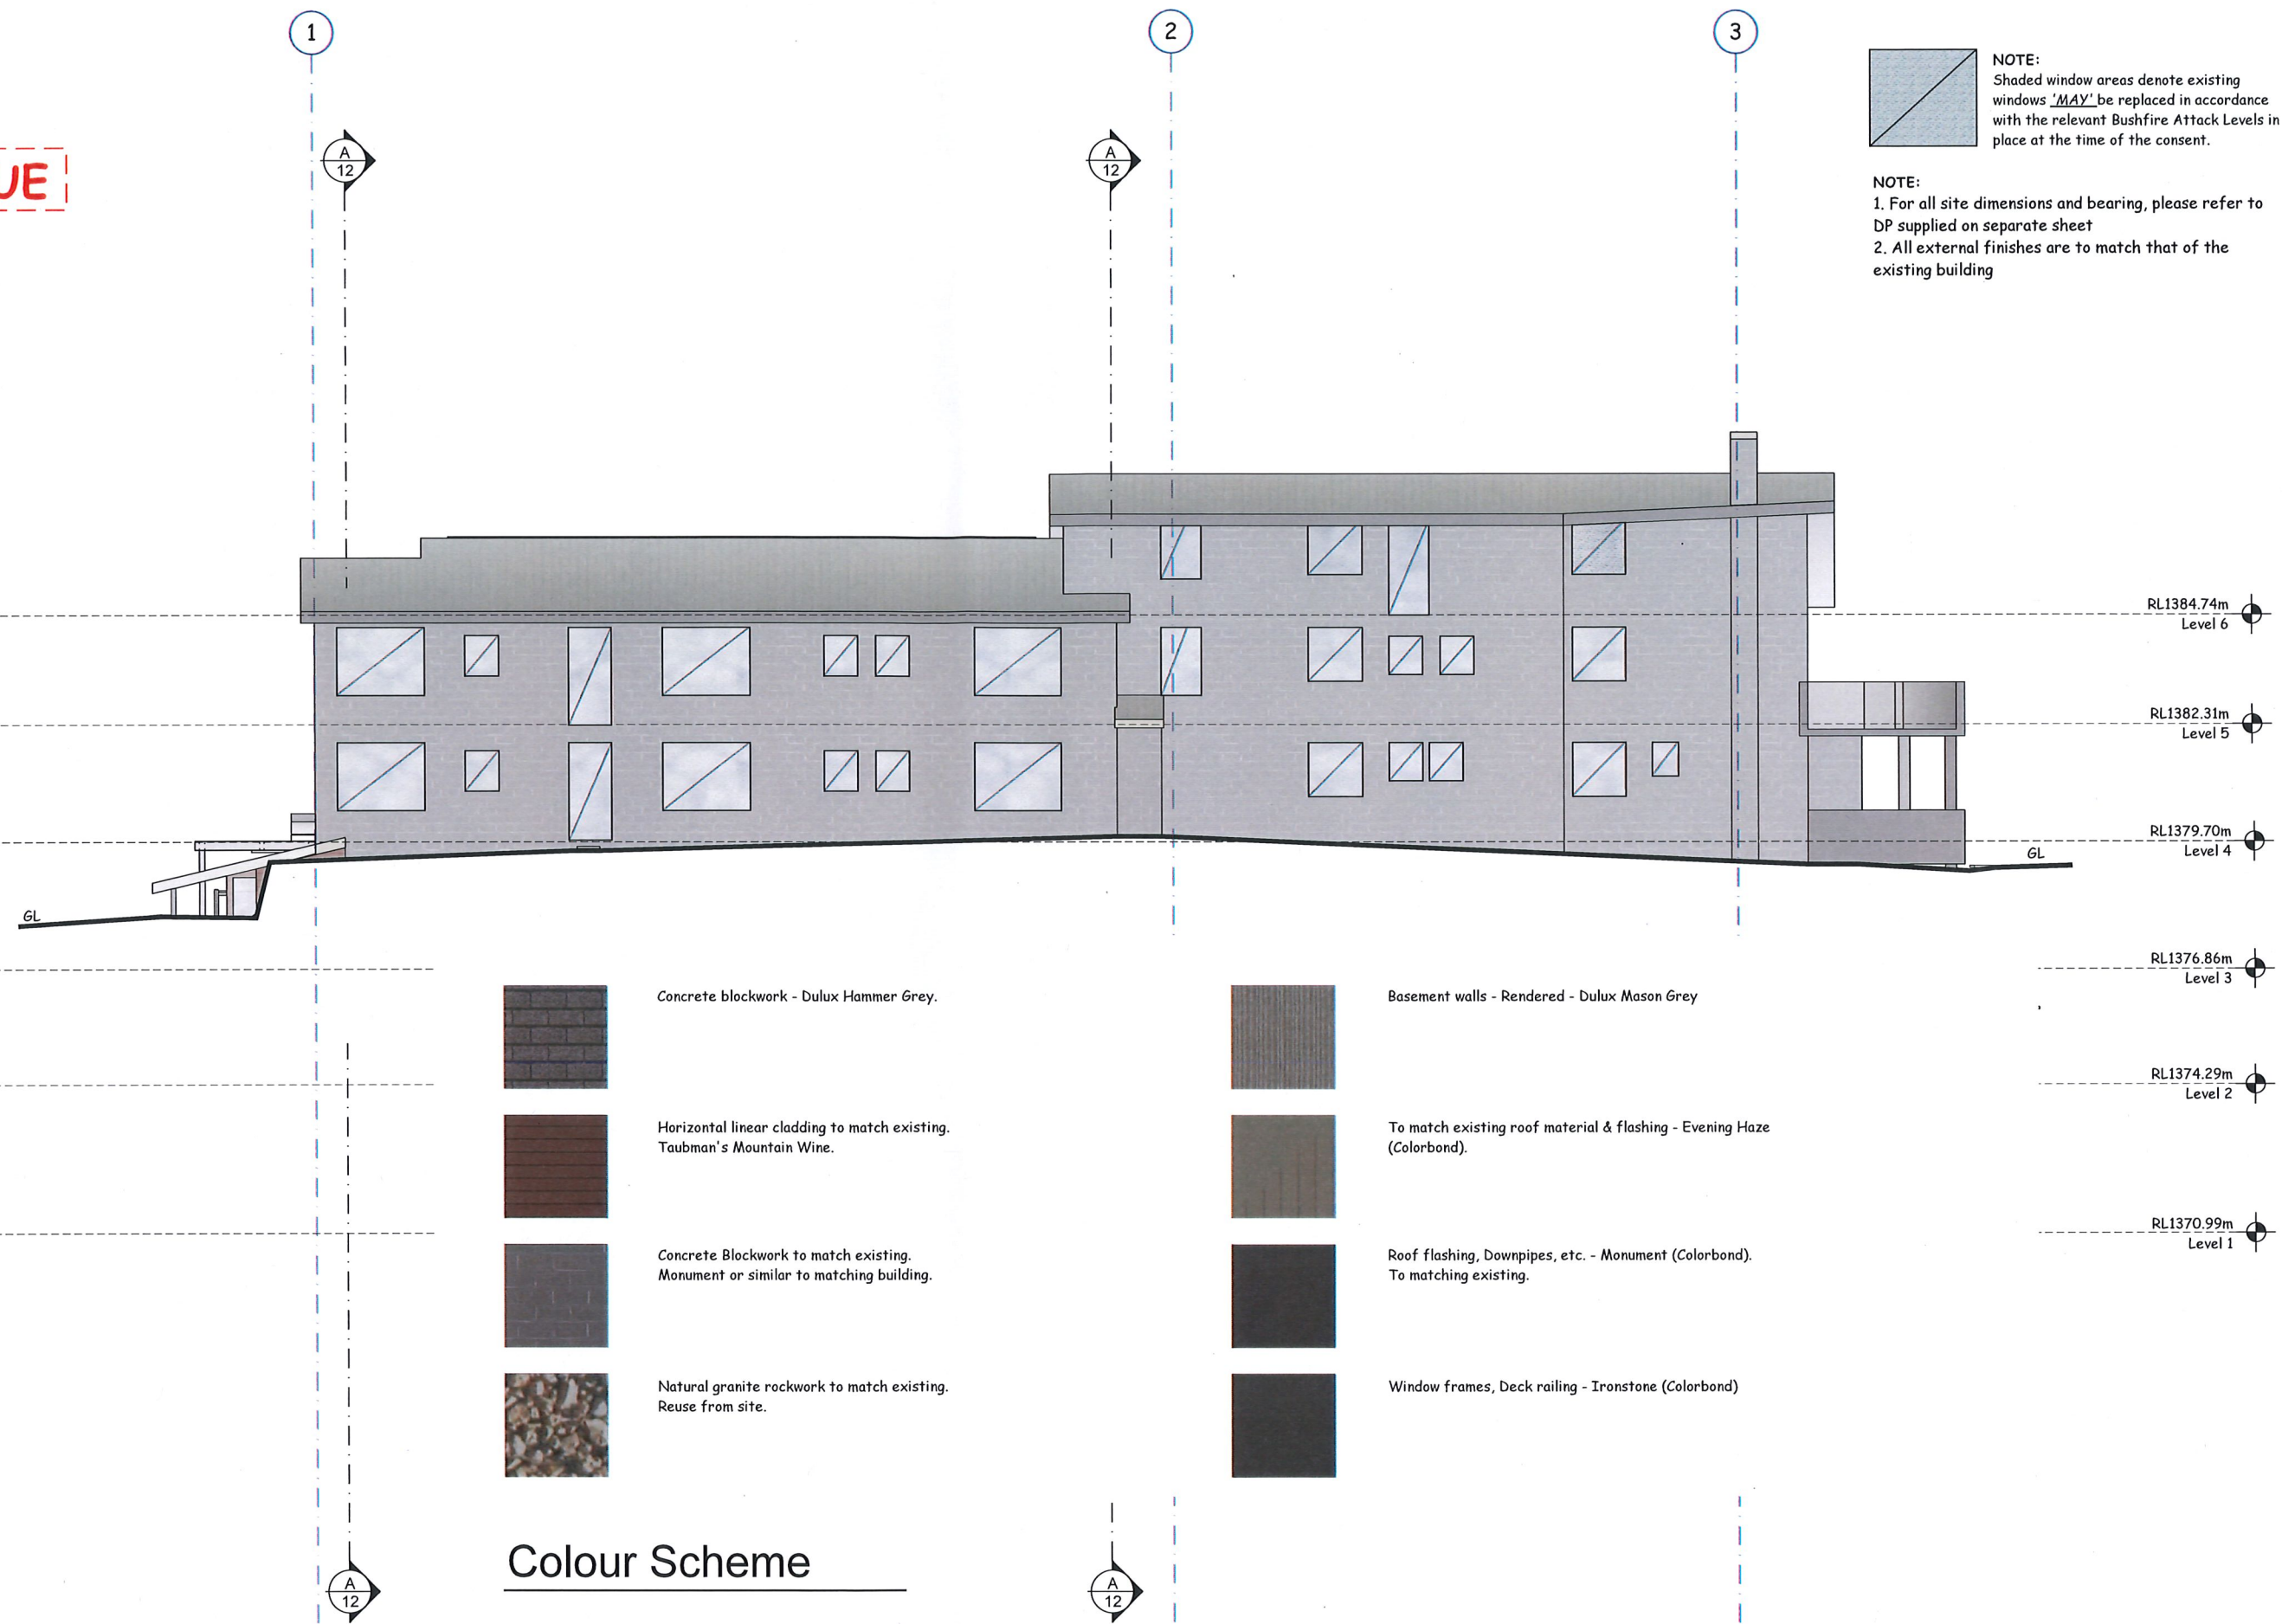 1
2
3
NOTE:
Shaded window areas denote existing
windows 'MAY' be replaced in accordance
with the relevant Bushfire Attack Levels in
place at the time of the consent.
A
12
A
12
UE
NOTE:
1. For all site dimensions and bearing, please refer to
DP supplied on separate sheet
2. All external finishes are to match that of the
existing building
RL1384.74m
Level 6
RL1382.31m
Level 5
RL1379.70m
Level 4
GL
GL
RL1376.86m
Level 3
RL1374.29m
Level 2
RL1370.99m
Level 1
Concrete blockwork - Dulux Hammer Grey.
Horizontal linear cladding to match existing.
Taubman's Mountain Wine.
Concrete Blockwork to match existing.
Monument or similar to matching building.
Natural granite rockwork to match existing.
Reuse from site.
Basement walls - Rendered - Dulux Mason Grey
To match existing roof material & flashing - Evening Haze
(Colorbond).
Roof flashing, Downpipes, etc. - Monument (Colorbond).
To matching existing.
Window frames, Deck railing - Ironstone (Colorbond)
Colour Scheme
A
12
A
12